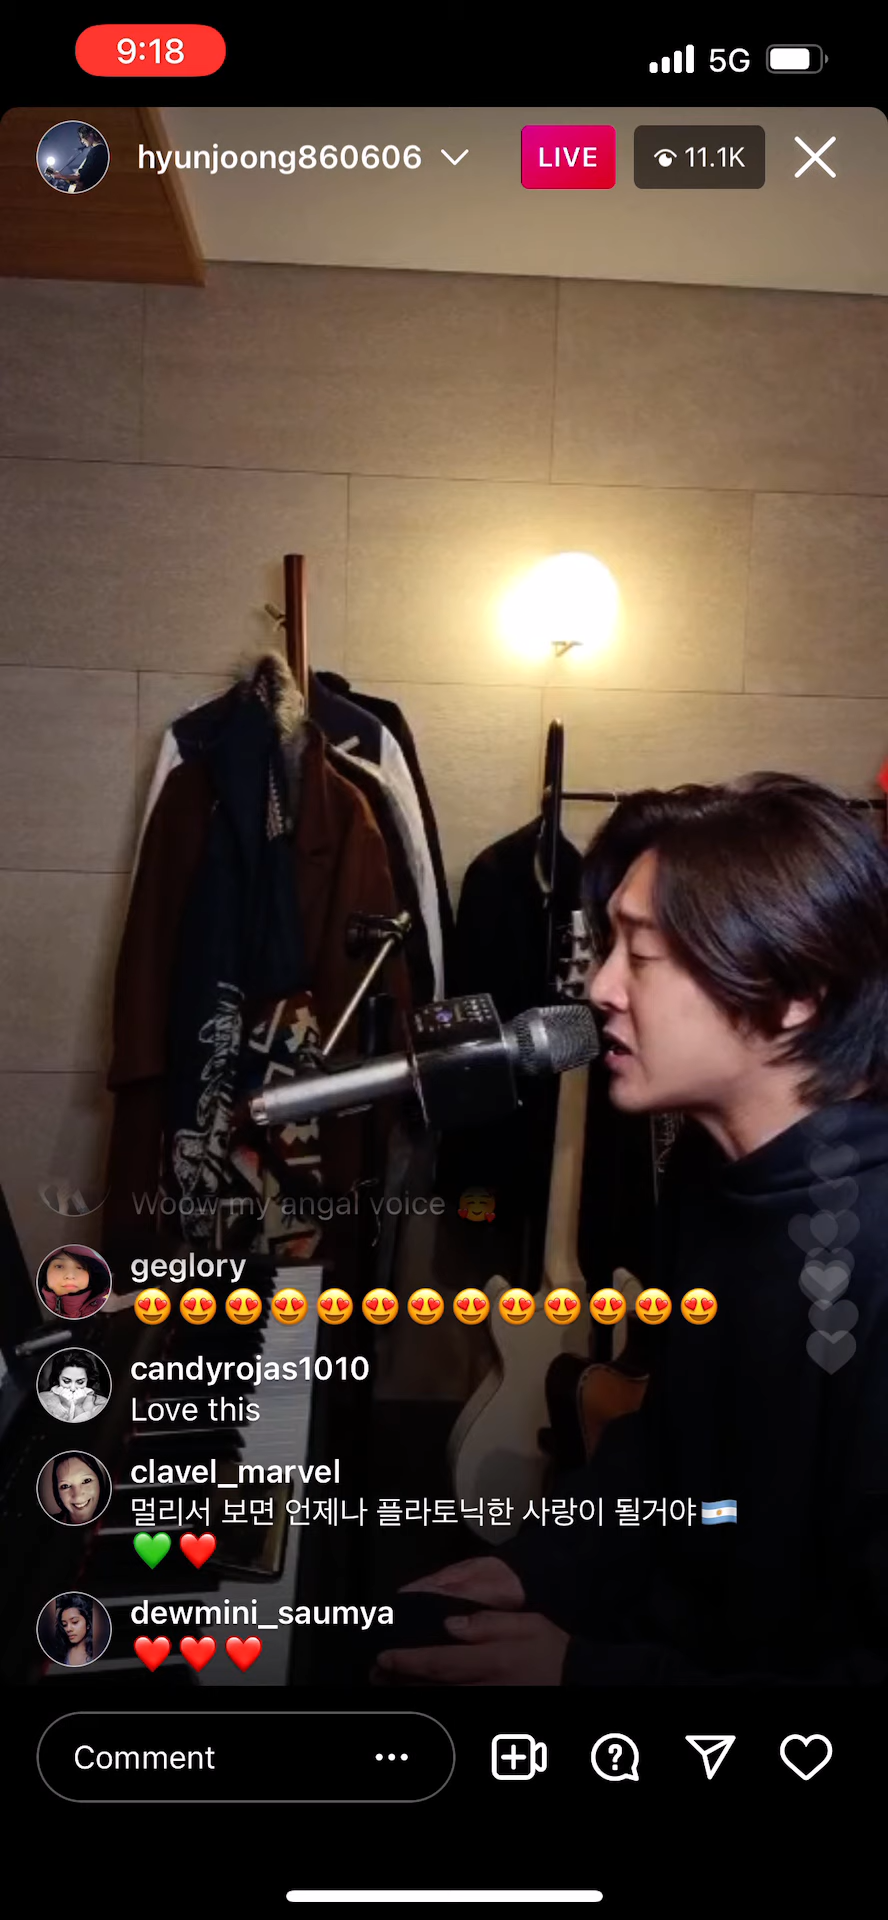 9:18
5G
hyunjoong860606
LIVE
11.1K
Woow my angal voice 🥰
geglory
😍😍😍😍😍😍😍😍😍😍😍😍😍
candyrojas1010
Love this
clavel_marvel
멀리서 보면 언제나 플라토닉한 사랑이 될거야🇦🇷
💚❤️
dewmini_saumya
❤️❤️❤️
Comment